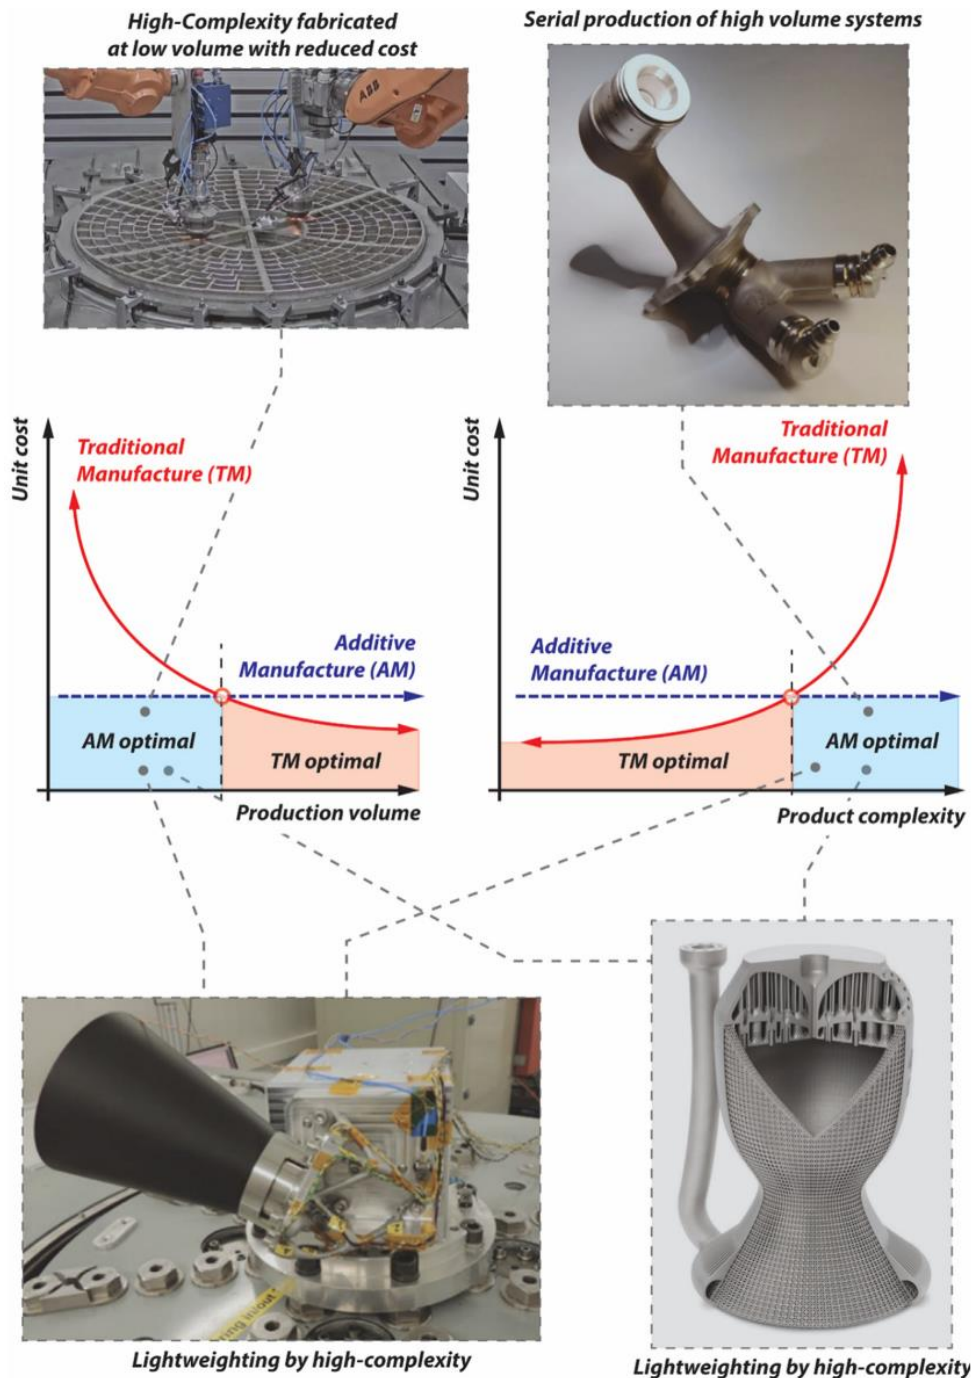 High-Complexity fabricated
at low volume with reduced cost
Serial production of high volume systems
ABB
Unit cost
Traditional
Manufacture (TM)
Additive
Manufacture (AM)
AM optimal
TM optimal
Production volume
Unit cost
Traditional
Manufacture (TM)
Additive
Manufacture (AM)
TM optimal
AM optimal
Product complexity
Lightweighting by high-complexity
Lightweighting by high-complexity